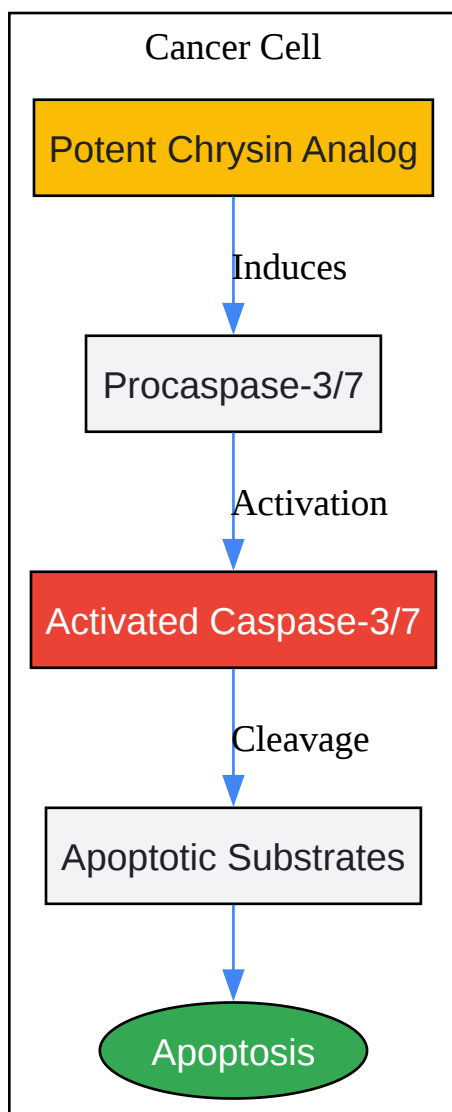 Cancer Cell
Potent Chrysin Analog
Induces
Procaspase-3/7
Activation
Activated Caspase-3/7
Cleavage
Apoptotic Substrates
Apoptosis